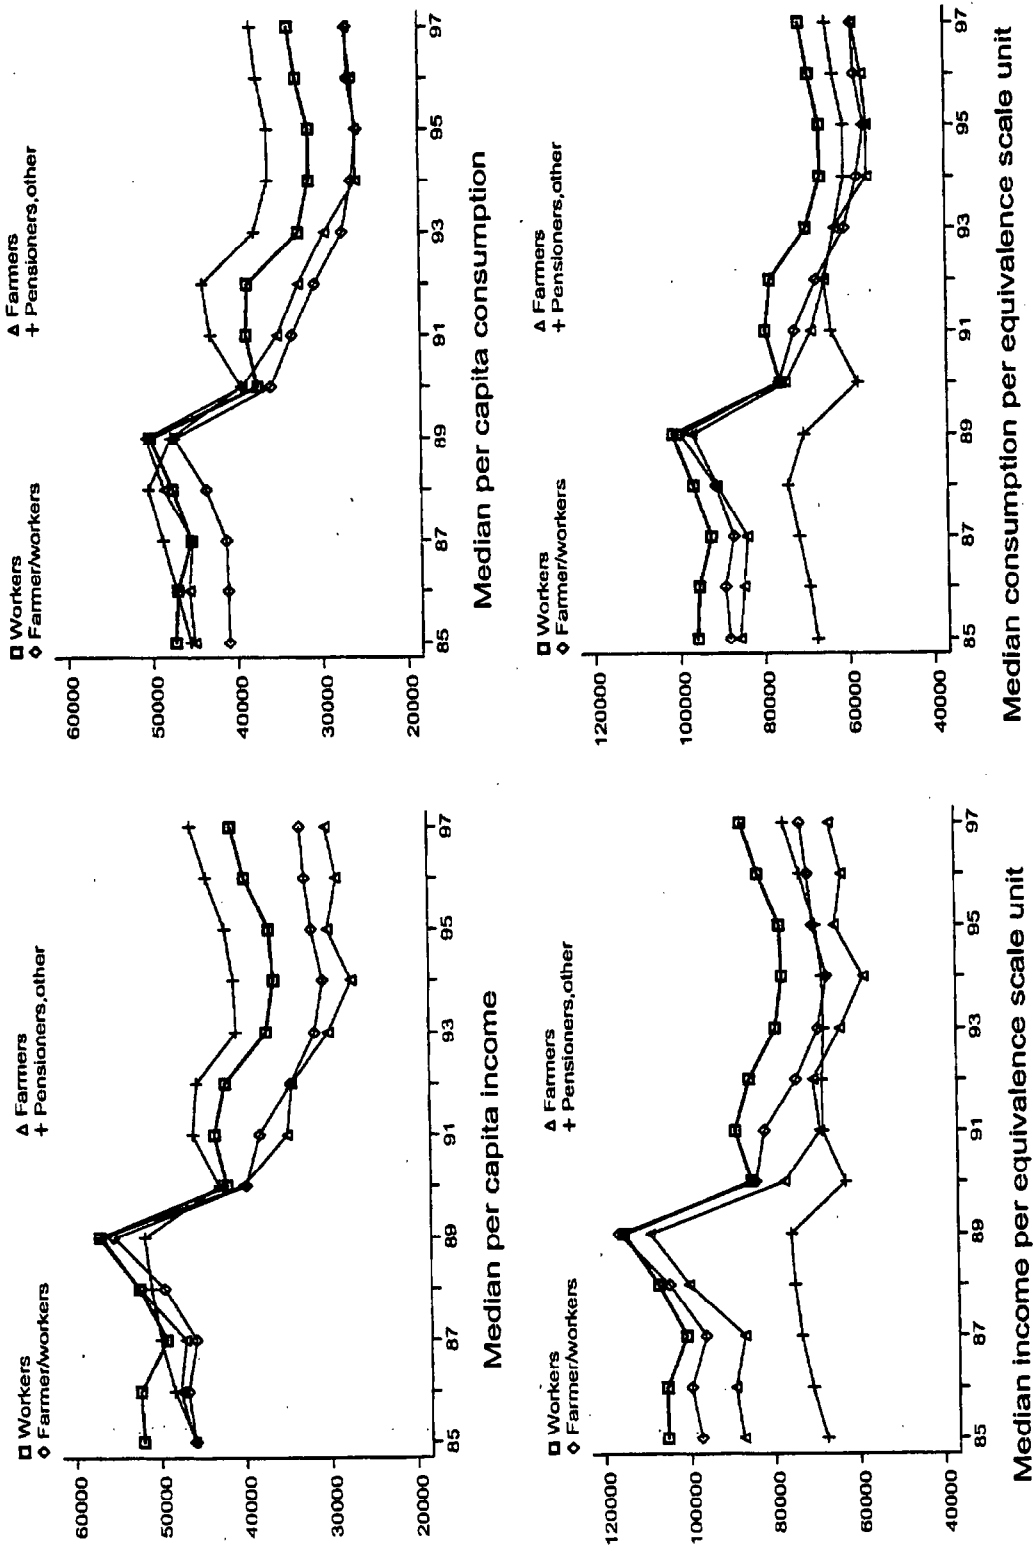 Workers Farmers
Farmer/workers Pensioners,other
60000
50000
40000
30000
20000
85 87 89 91 93 95 97
Median per capita income
Workers Farmers
Farmer/workers Pensioners,other
60000
50000
40000
30000
20000
85 87 89 91 93 95 97
Median per capita consumption
Workers Farmers
Farmer/workers Pensioners,other
120000
100000
80000
60000
40000
85 87 89 91 93 95 97
Median income per equivalence scale unit
Workers Farmers
Farmer/workers Pensioners,other
120000
100000
80000
60000
40000
85 87 89 91 93 95 97
Median consumption per equivalence scale unit